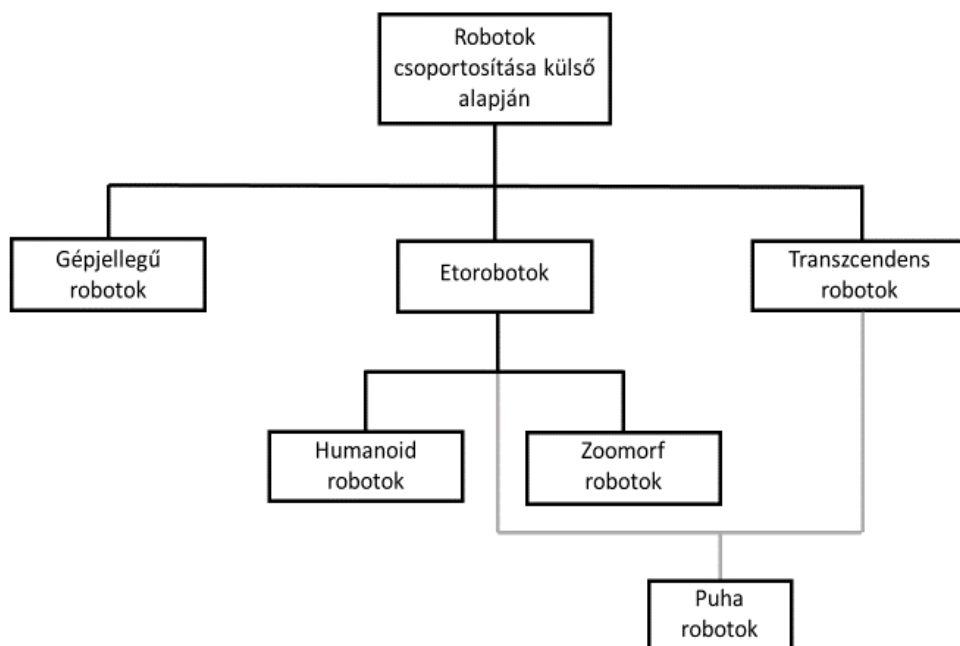 Robotok
csoportosítása külső
alapján
Gépjellegű
robotok
Etorobotok
Transzcendens
robotok
Humanoid
robotok
Zoomorf
robotok
Puha
robotok